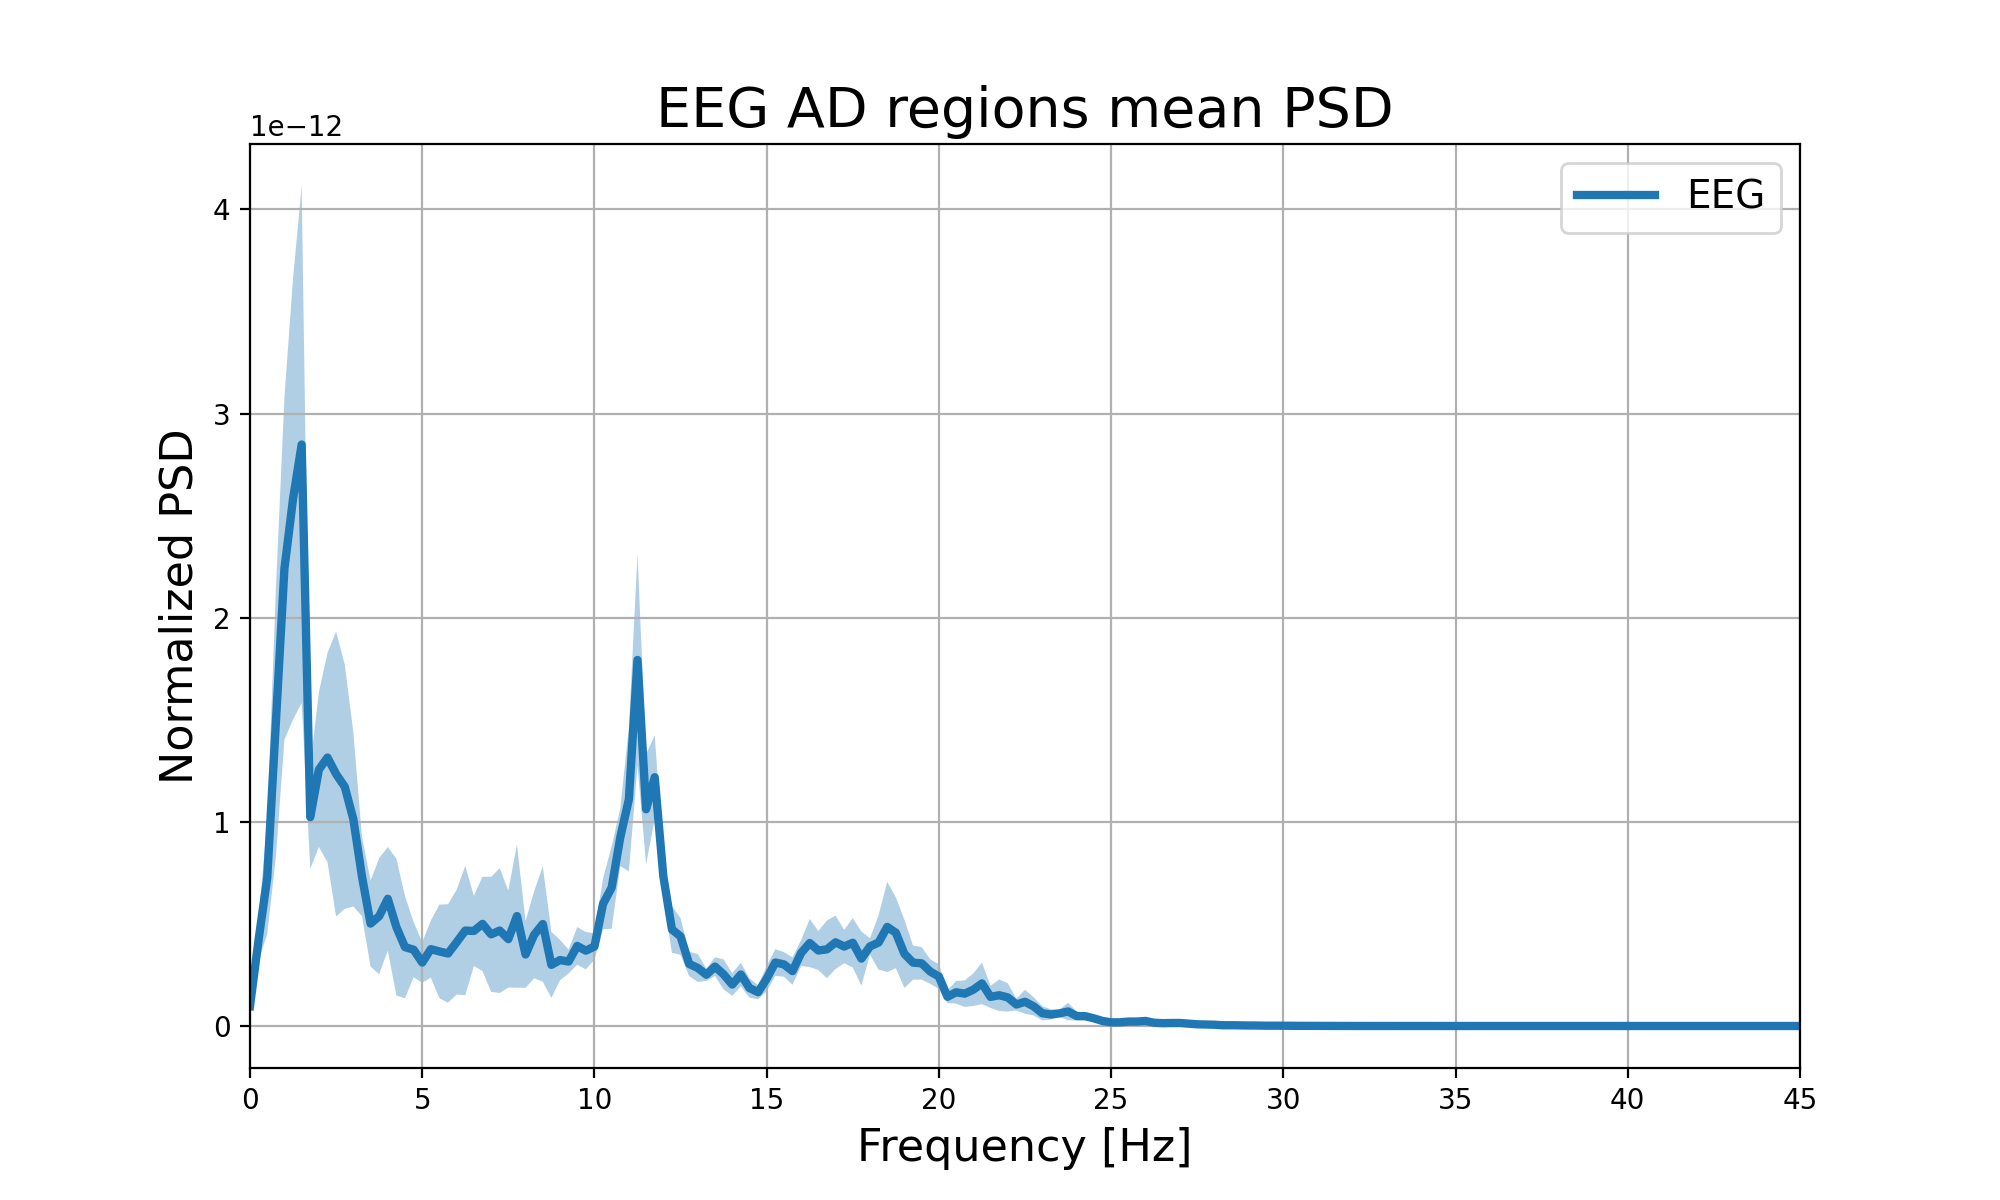 EEG AD regions mean PSD
1e−12
EEG
4
3
2
1
0
Normalized PSD
0 5 10 15 20 25 30 35 40 45
Frequency [Hz]